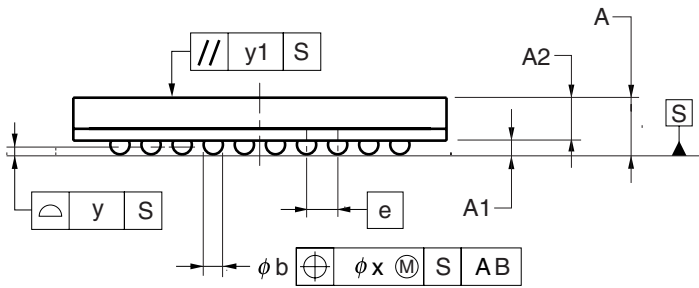 A
// y1 S
A2
S
⌓ y S
A1
e
φb ⌖ φx Ⓜ S AB